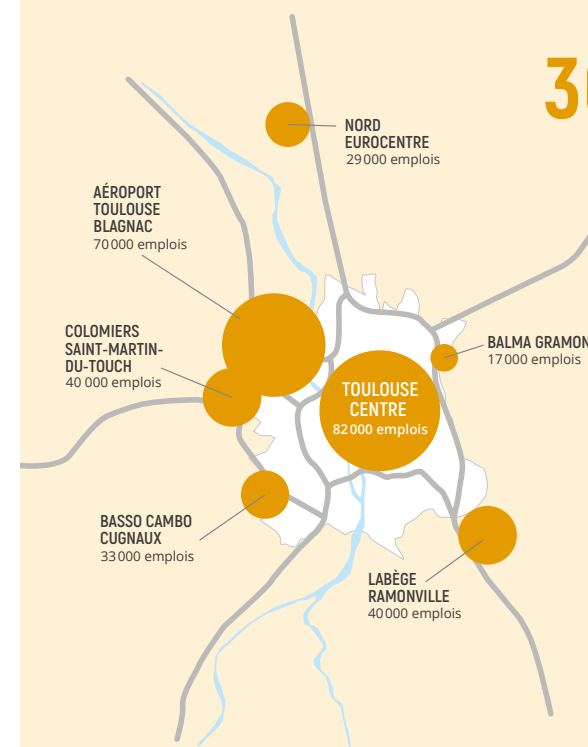 3
NORD
EUROCENTRE
29000 emplois
AÉROPORT
TOULOUSE
BLAGNAC
70000 emplois
COLOMIERS
SAINT-MARTIN-
DU-TOUCH
40 000 emplois
BALMA GRAMON
17000 emplois
TOULOUSE
CENTRE
82000 emplois
BASSO CAMBO
CUGNAUX
33000 emplois
LABÈGE
RAMONVILLE
40000 emplois